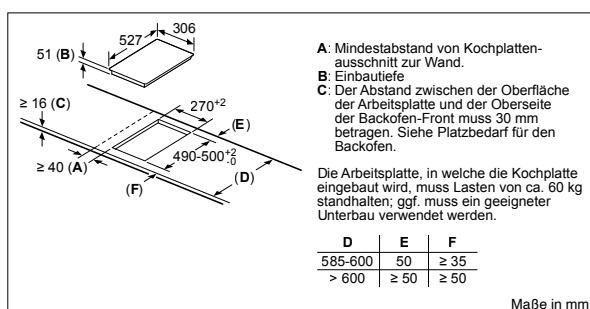 306
527
51 (B)
≥ 16 (C)
270+2
(E)
490-500+2-0
≥ 40 (A)
(D)
(F)
A: Mindestabstand von Kochplatten-
ausschnitt zur Wand.
B: Einbautiefe
C: Der Abstand zwischen der Oberfläche
der Arbeitsplatte und der Oberseite
der Backofen-Front muss 30 mm
betragen. Siehe Platzbedarf für den
Backofen.
Die Arbeitsplatte, in welche die Kochplatte
eingebaut wird, muss Lasten von ca. 60 kg
standhalten; ggf. muss ein geeigneter
Unterbau verwendet werden.
D E F
585-600 50 ≥ 35
> 600 ≥ 50 ≥ 50
Maße in mm